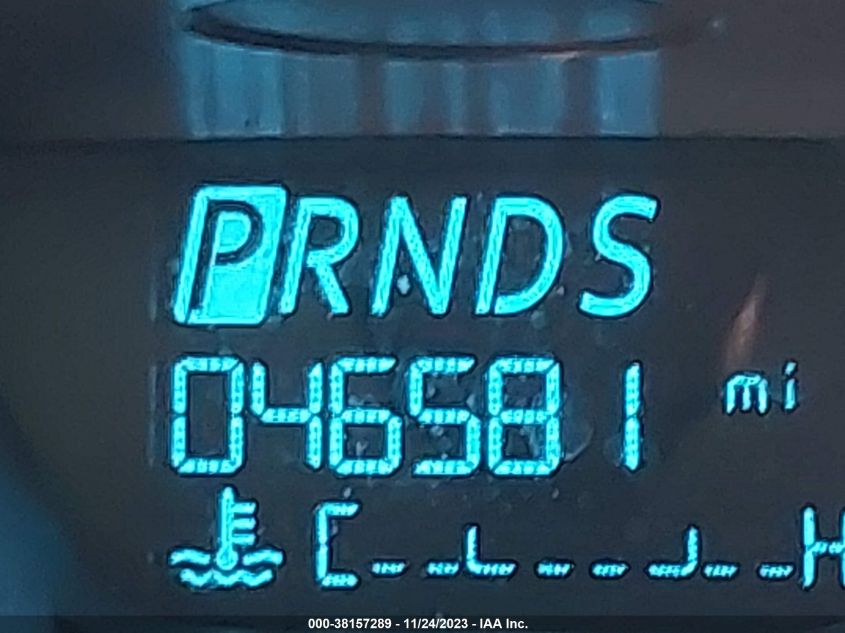 PRNDS
046581 mi
C H
000-38157289 - 11/24/2023 - IAA Inc.